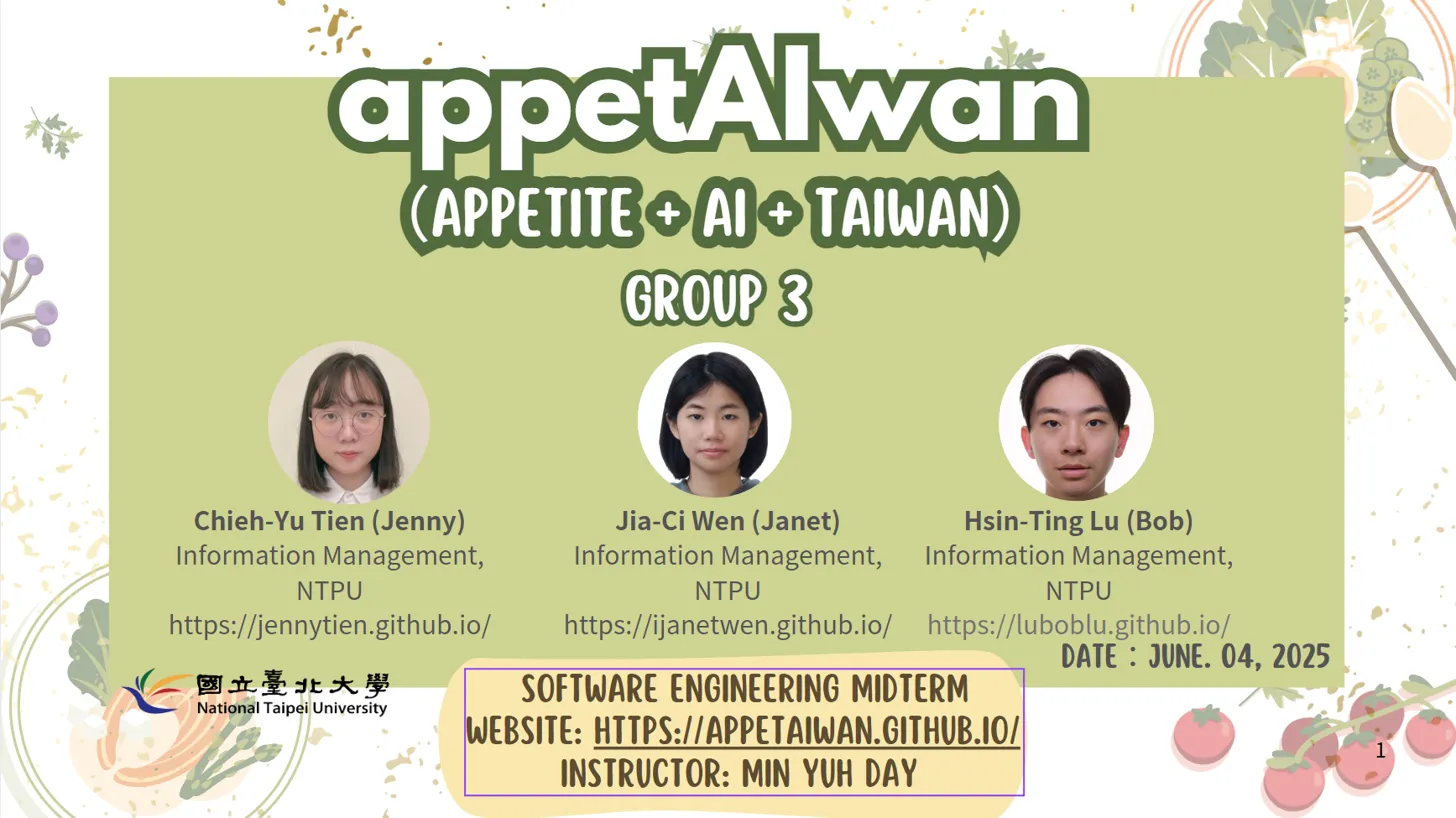 appetAIwan
(APPETITE + AI + TAIWAN)
GROUP 3
Chieh-Yu Tien (Jenny)
Information Management,
NTPU
https://jennytien.github.io/
Jia-Ci Wen (Janet)
Information Management,
NTPU
https://ijanetwen.github.io/
Hsin-Ting Lu (Bob)
Information Management,
NTPU
https://luboblu.github.io/
DATE：JUNE. 04, 2025
國立臺北大學
National Taipei University
SOFTWARE ENGINEERING MIDTERM
WEBSITE: HTTPS://APPETAIWAN.GITHUB.IO/
INSTRUCTOR: MIN YUH DAY
1